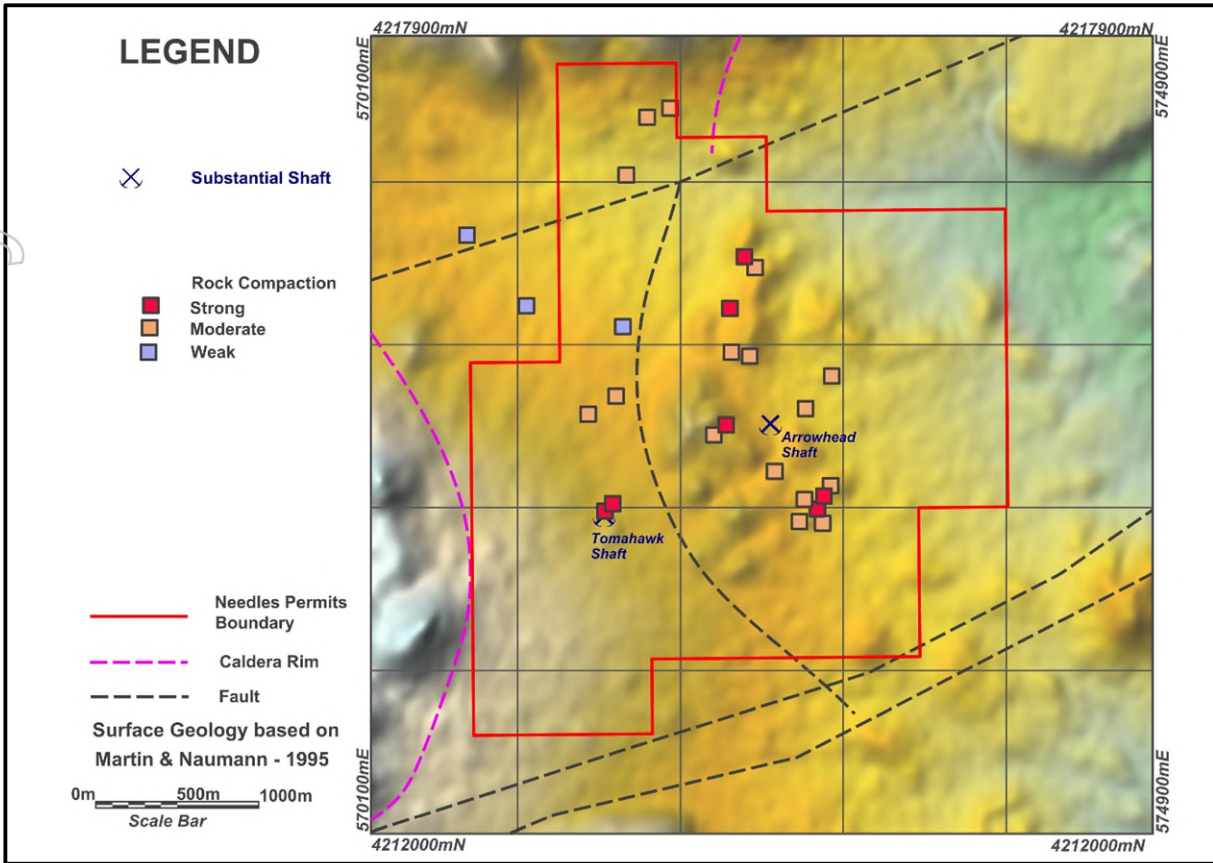 LEGEND
Substantial Shaft
Rock Compaction
Strong
Moderate
Weak
Needles Permits
Boundary
Caldera Rim
Fault
Surface Geology based on
Martin & Naumann - 1995
0m 500m 1000m
Scale Bar
4217900mN
4217900mN
570100mE
574900mE
Arrowhead
Shaft
Tomahawk
Shaft
570100mE
574900mE
4212000mN
4212000mN